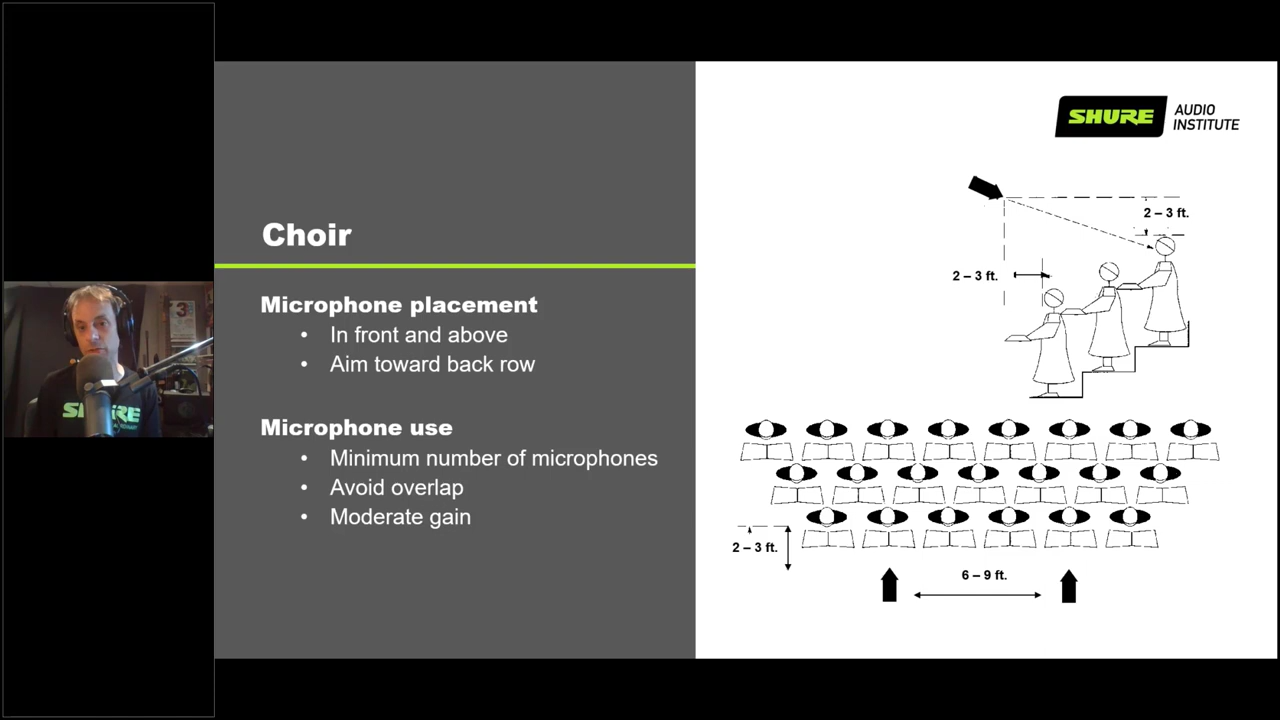 SHURE AUDIO
INSTITUTE
Choir
Microphone placement
• In front and above
• Aim toward back row
Microphone use
• Minimum number of microphones
• Avoid overlap
• Moderate gain
2 – 3 ft.
2 – 3 ft.
2 – 3 ft.
6 – 9 ft.
3